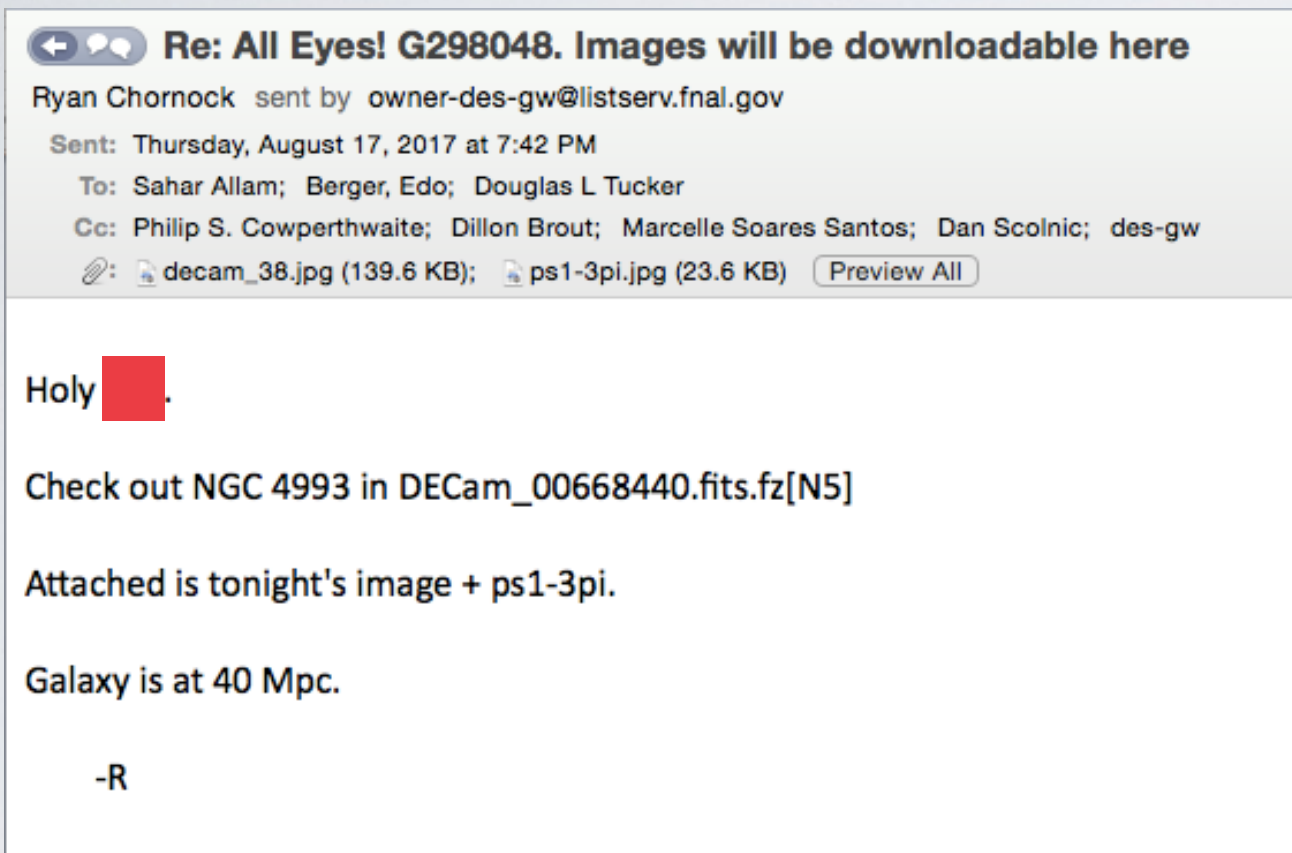 Re: All Eyes! G298048. Images will be downloadable here
Ryan Chornock sent by owner-des-gw@listserv.fnal.gov
Sent: Thursday, August 17, 2017 at 7:42 PM
To: Sahar Allam; Berger, Edo; Douglas L Tucker
Cc: Philip S. Cowperthwaite; Dillon Brout; Marcelle Soares Santos; Dan Scolnic; des-gw
: decam_38.jpg (139.6 KB); ps1-3pi.jpg (23.6 KB) Preview All
Holy .
Check out NGC 4993 in DECam_00668440.fits.fz[N5]
Attached is tonight's image + ps1-3pi.
Galaxy is at 40 Mpc.
-R